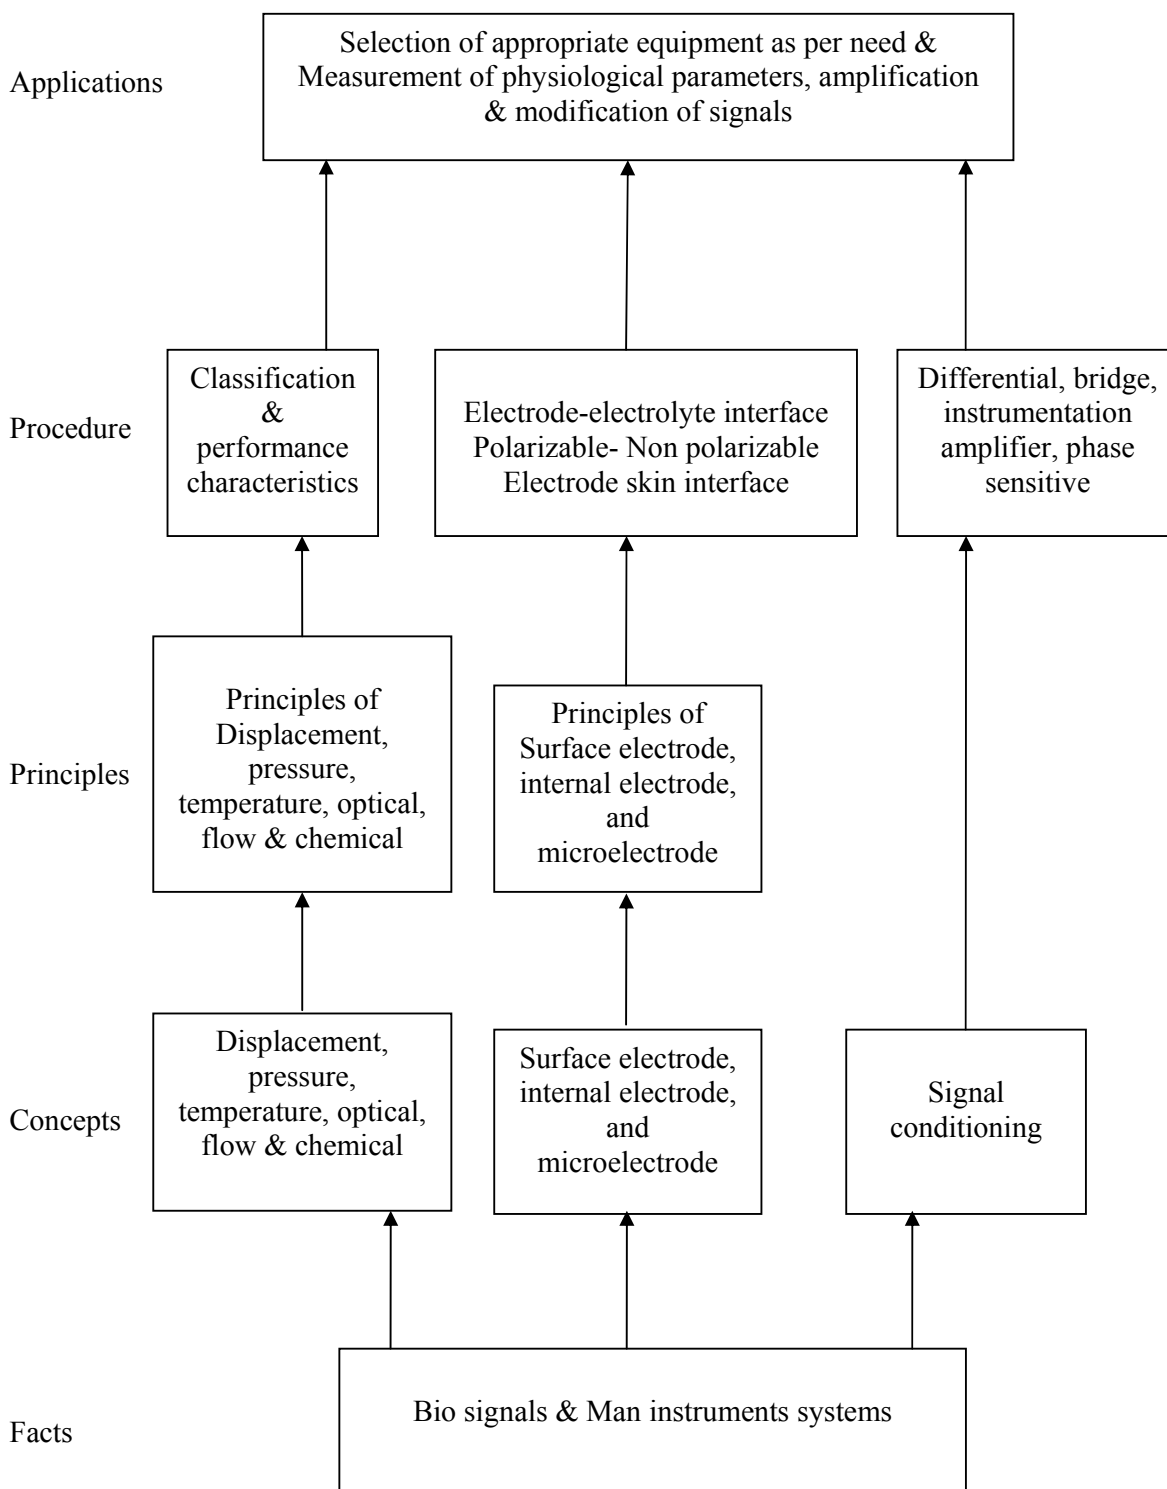 Applications
Selection of appropriate equipment as per need &
Measurement of physiological parameters, amplification
& modification of signals
Procedure
Classification
&
performance
characteristics
Electrode-electrolyte interface
Polarizable- Non polarizable
Electrode skin interface
Differential, bridge,
instrumentation
amplifier, phase
sensitive
Principles
Principles of
Displacement,
pressure,
temperature, optical,
flow & chemical
Principles of
Surface electrode,
internal electrode,
and
microelectrode
Concepts
Displacement,
pressure,
temperature, optical,
flow & chemical
Surface electrode,
internal electrode,
and
microelectrode
Signal
conditioning
Facts
Bio signals & Man instruments systems